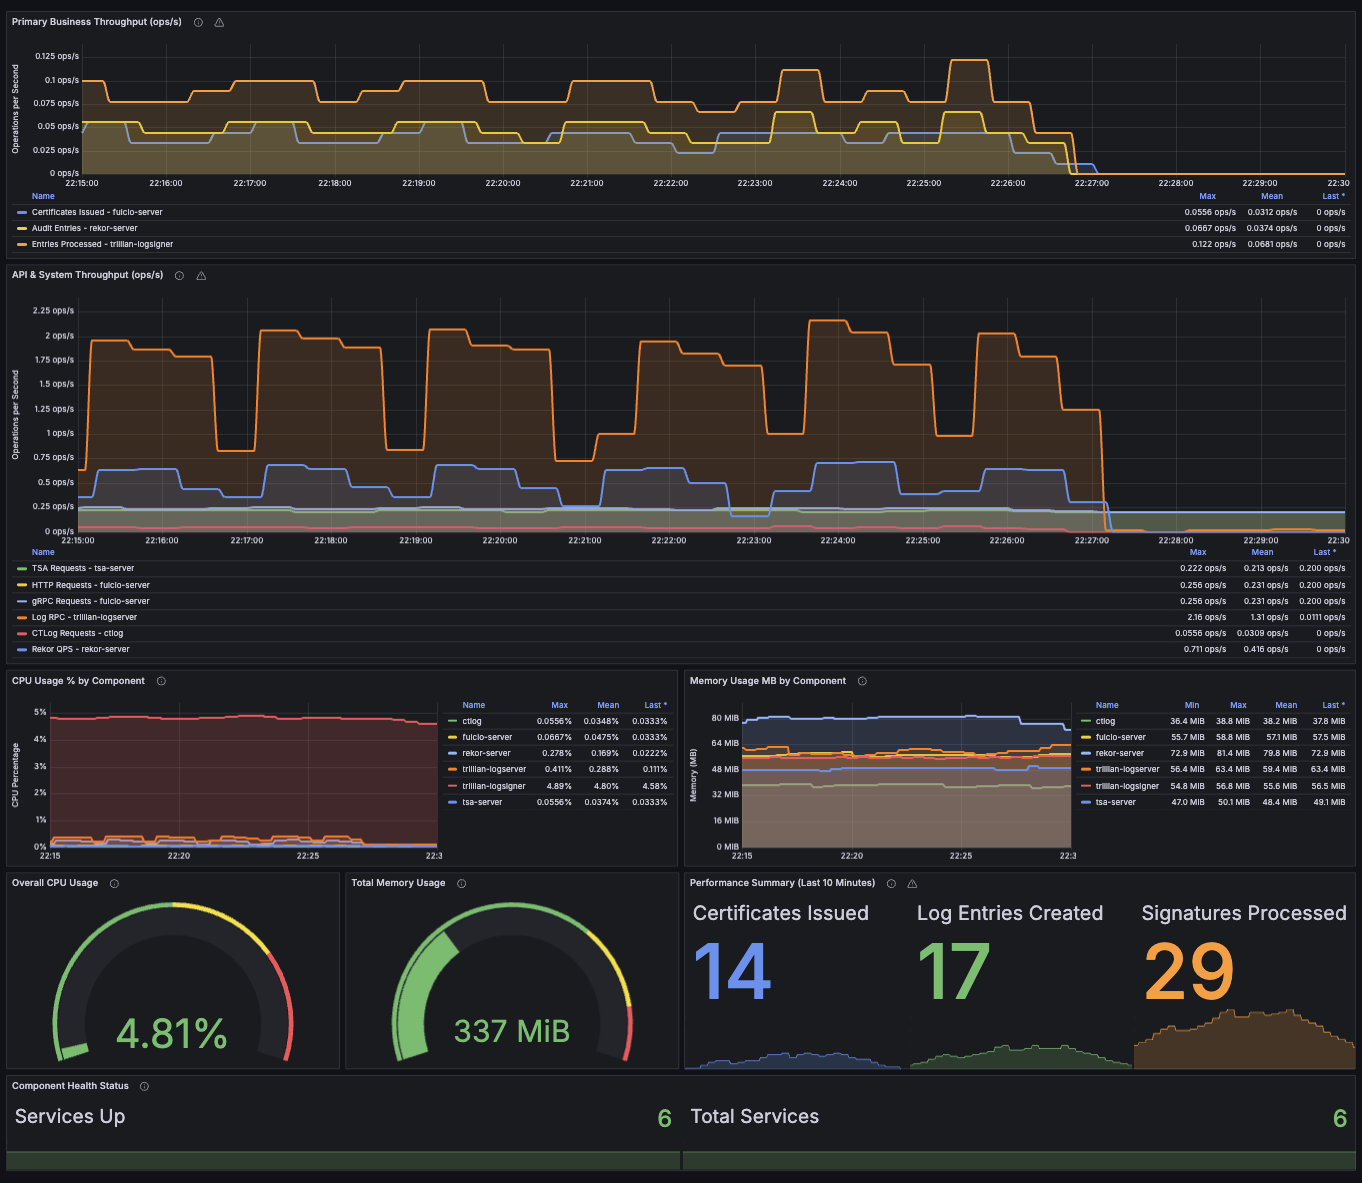 Primary Business Throughput (ops/s)
Operations per Second
0.125 ops/s
0.1 ops/s
0.075 ops/s
0.05 ops/s
0.025 ops/s
0 ops/s
22:15:00 22:16:00 22:17:00 22:18:00 22:19:00 22:20:00 22:21:00 22:22:00 22:23:00 22:24:00 22:25:00 22:26:00 22:27:00 22:28:00 22:29:00 22:30
Name Max Mean Last *
Certificates Issued - fulcio-server 0.0556 ops/s 0.0312 ops/s 0 ops/s
Audit Entries - rekor-server 0.0667 ops/s 0.0374 ops/s 0 ops/s
Entries Processed - trillian-logsigner 0.122 ops/s 0.0681 ops/s 0 ops/s
API & System Throughput (ops/s)
Operations per Second
2.25 ops/s
2 ops/s
1.75 ops/s
1.5 ops/s
1.25 ops/s
1 ops/s
0.75 ops/s
0.5 ops/s
0.25 ops/s
0 ops/s
22:15:00 22:16:00 22:17:00 22:18:00 22:19:00 22:20:00 22:21:00 22:22:00 22:23:00 22:24:00 22:25:00 22:26:00 22:27:00 22:28:00 22:29:00 22:30
Name Max Mean Last *
TSA Requests - tsa-server 0.222 ops/s 0.213 ops/s 0.200 ops/s
HTTP Requests - fulcio-server 0.256 ops/s 0.231 ops/s 0.200 ops/s
gRPC Requests - fulcio-server 0.256 ops/s 0.231 ops/s 0.200 ops/s
Log RPC - trillian-logserver 2.16 ops/s 1.31 ops/s 0.0111 ops/s
CTLog Requests - ctlog 0.0556 ops/s 0.0309 ops/s 0 ops/s
Rekor QPS - rekor-server 0.711 ops/s 0.416 ops/s 0 ops/s
CPU Usage % by Component
CPU Percentage
5%
4%
3%
2%
1%
0%
22:15 22:20 22:25 22:3
Name Max Mean Last *
ctlog 0.0556% 0.0348% 0.0333%
fulcio-server 0.0667% 0.0475% 0.0333%
rekor-server 0.278% 0.169% 0.0222%
trillian-logserver 0.411% 0.288% 0.111%
trillian-logsigner 4.89% 4.80% 4.58%
tsa-server 0.0556% 0.0374% 0.0333%
Memory Usage MB by Component
Memory (MB)
80 MiB
64 MiB
48 MiB
32 MiB
16 MiB
0 MiB
22:15 22:20 22:25 22:3
Name Min Max Mean Last *
ctlog 36.4 MiB 38.8 MiB 38.2 MiB 37.8 MiB
fulcio-server 55.7 MiB 58.8 MiB 57.1 MiB 57.5 MiB
rekor-server 72.9 MiB 81.4 MiB 79.8 MiB 72.9 MiB
trillian-logserver 56.4 MiB 63.4 MiB 59.4 MiB 63.4 MiB
trillian-logsigner 54.8 MiB 56.8 MiB 55.6 MiB 56.5 MiB
tsa-server 47.0 MiB 50.1 MiB 48.4 MiB 49.1 MiB
Overall CPU Usage
4.81%
Total Memory Usage
337 MiB
Performance Summary (Last 10 Minutes)
Certificates Issued Log Entries Created Signatures Processed
14 17 29
Component Health Status
Services Up 6 Total Services 6